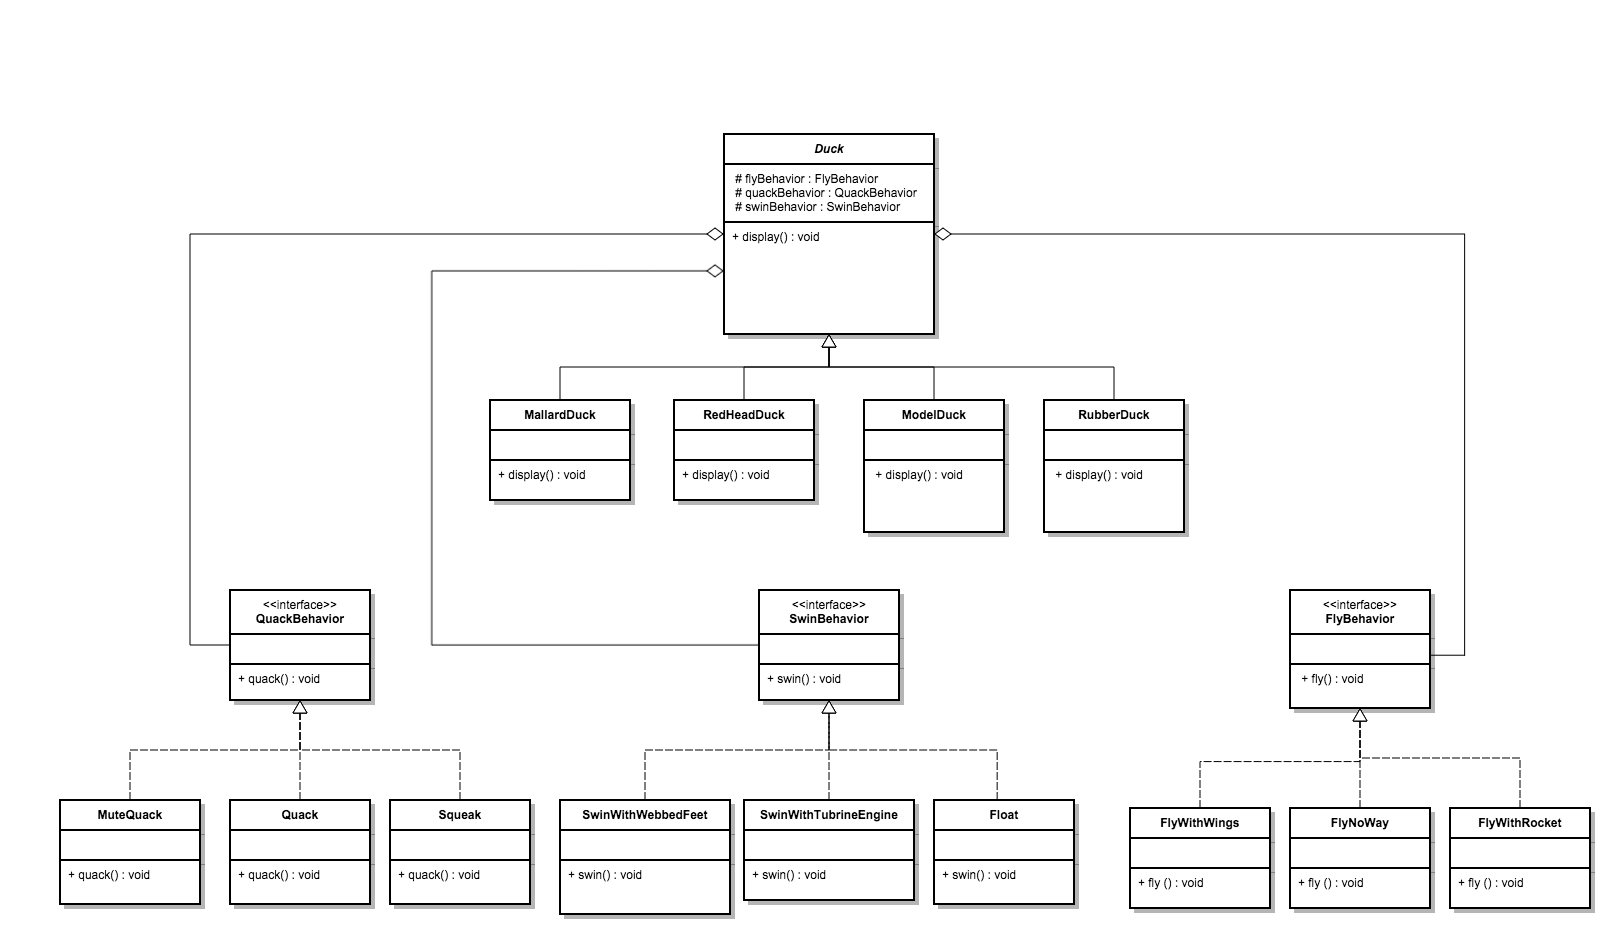 Duck
# flyBehavior : FlyBehavior
# quackBehavior : QuackBehavior
# swinBehavior : SwinBehavior
+ display() : void
MallardDuck
+ display() : void
RedHeadDuck
+ display() : void
ModelDuck
+ display() : void
RubberDuck
+ display() : void
<<interface>>
QuackBehavior
+ quack() : void
<<interface>>
SwinBehavior
+ swin() : void
<<interface>>
FlyBehavior
+ fly() : void
MuteQuack
+ quack() : void
Quack
+ quack() : void
Squeak
+ quack() : void
SwinWithWebbedFeet
+ swin() : void
SwinWithTubrineEngine
+ swin() : void
Float
+ swin() : void
FlyWithWings
+ fly () : void
FlyNoWay
+ fly () : void
FlyWithRocket
+ fly () : void